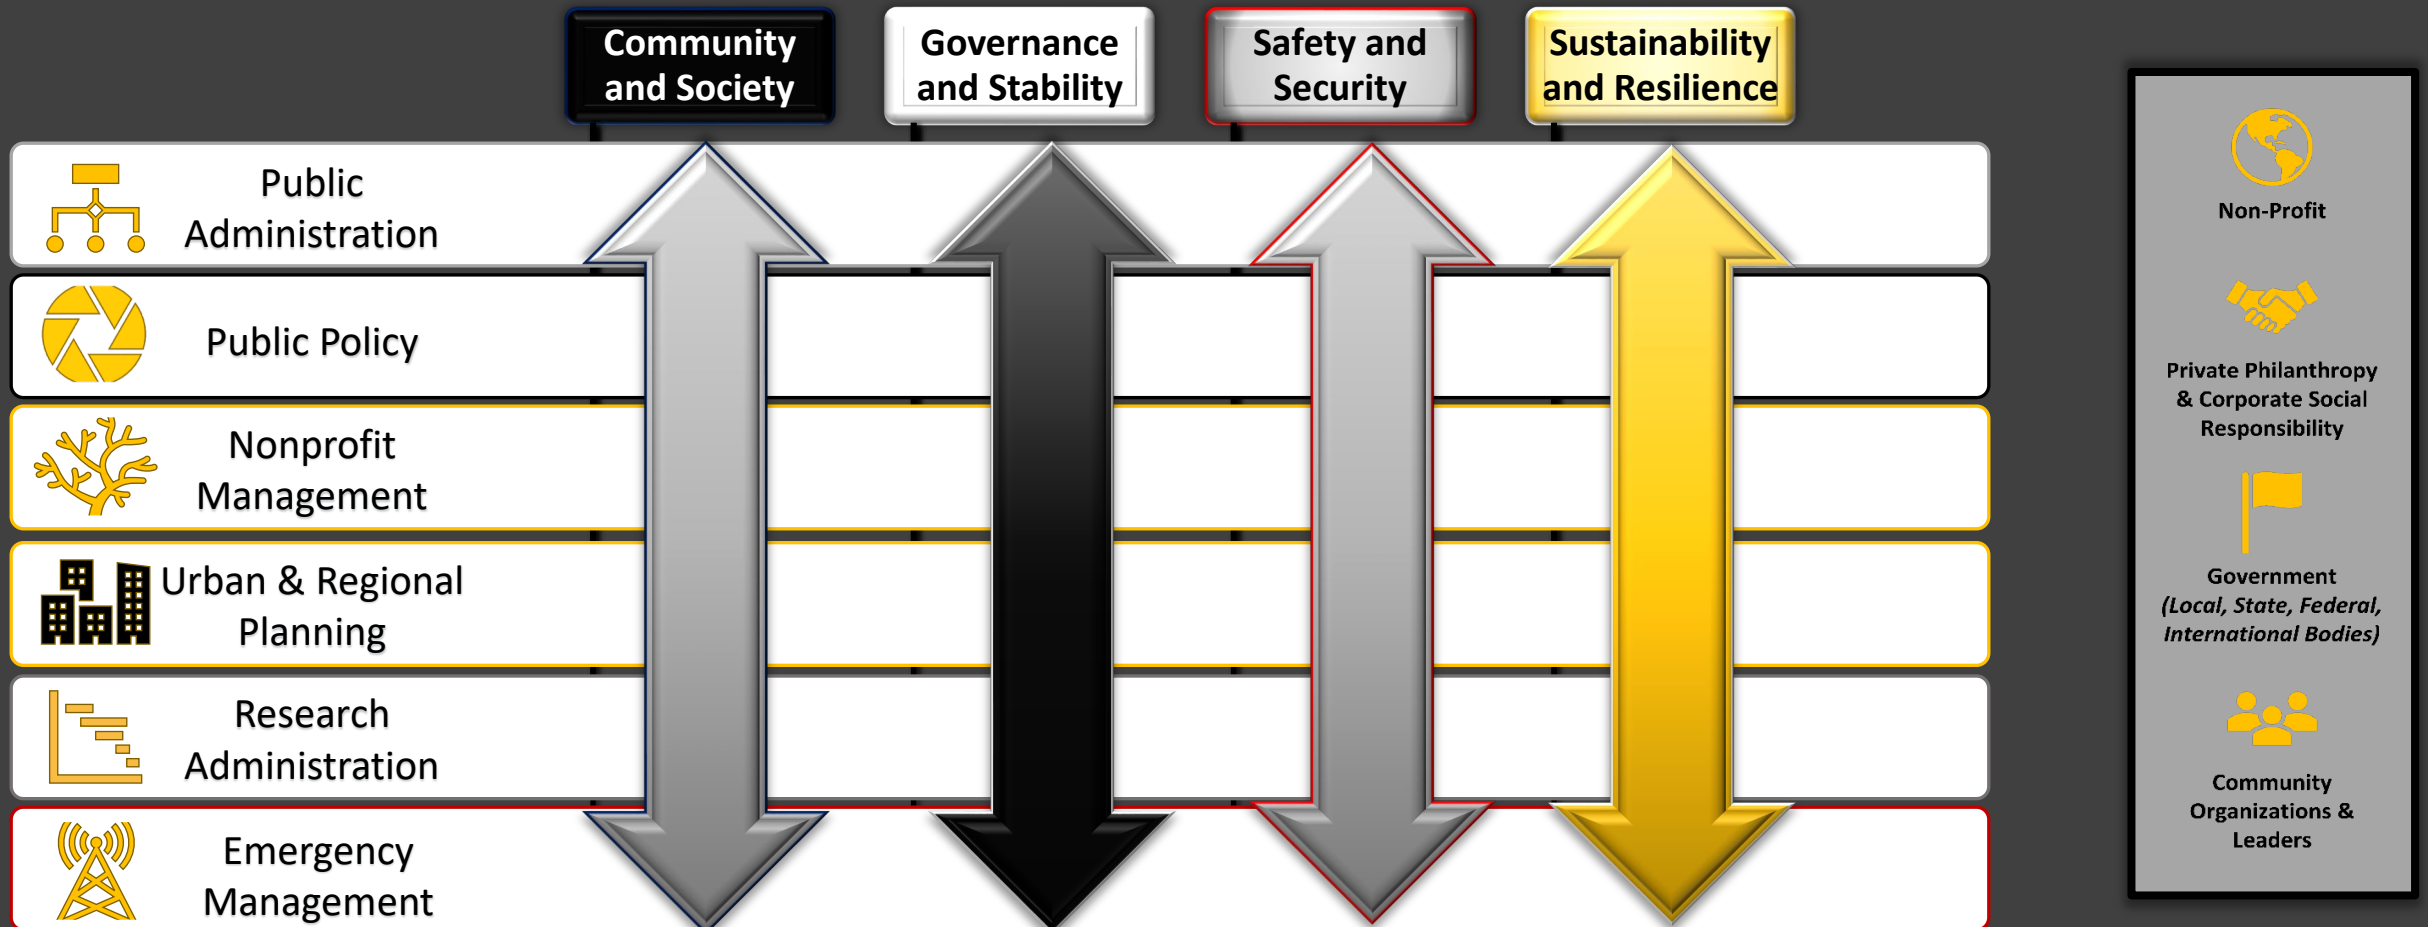 Community
and Society
Governance
and Stability
Safety and
Security
Sustainability
and Resilience
Public
Administration
Public Policy
Nonprofit
Management
Urban & Regional
Planning
Research
Administration
Emergency
Management
Non-Profit
Private Philanthropy
& Corporate Social
Responsibility
Government
(Local, State, Federal,
International Bodies)
Community
Organizations &
Leaders